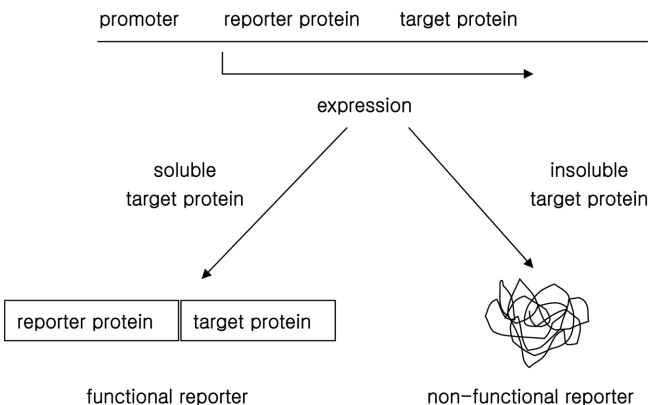 promoter reporter protein target protein
expression
soluble
target protein
insoluble
target protein
reporter protein target protein
functional reporter non-functional reporter